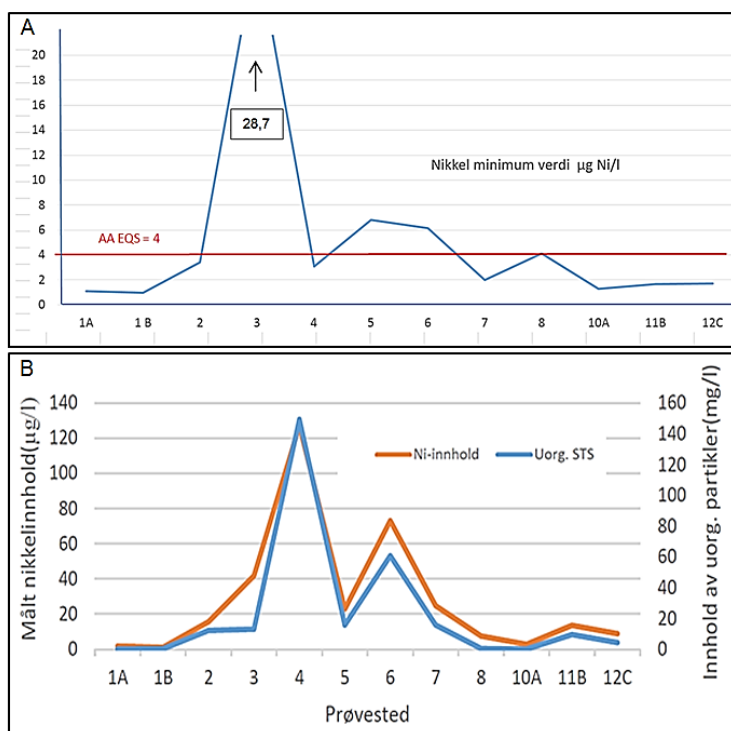 A
20
18
16
14
12
10
8
6
4
2
0
28,7
Nikkel minimum verdi µg Ni/l
AA EQS = 4
1A 1 B 2 3 4 5 6 7 8 10A 11B 12C
B
Målt nikkelinnhold(µg/l)
140
120
100
80
60
40
20
0
Ni-innhold Uorg. STS
160
140
120
100
80
60
40
20
0
Innhold av uorg. partikler(mg/l)
1A 1B 2 3 4 5 6 7 8 10A 11B 12C
Prøvested